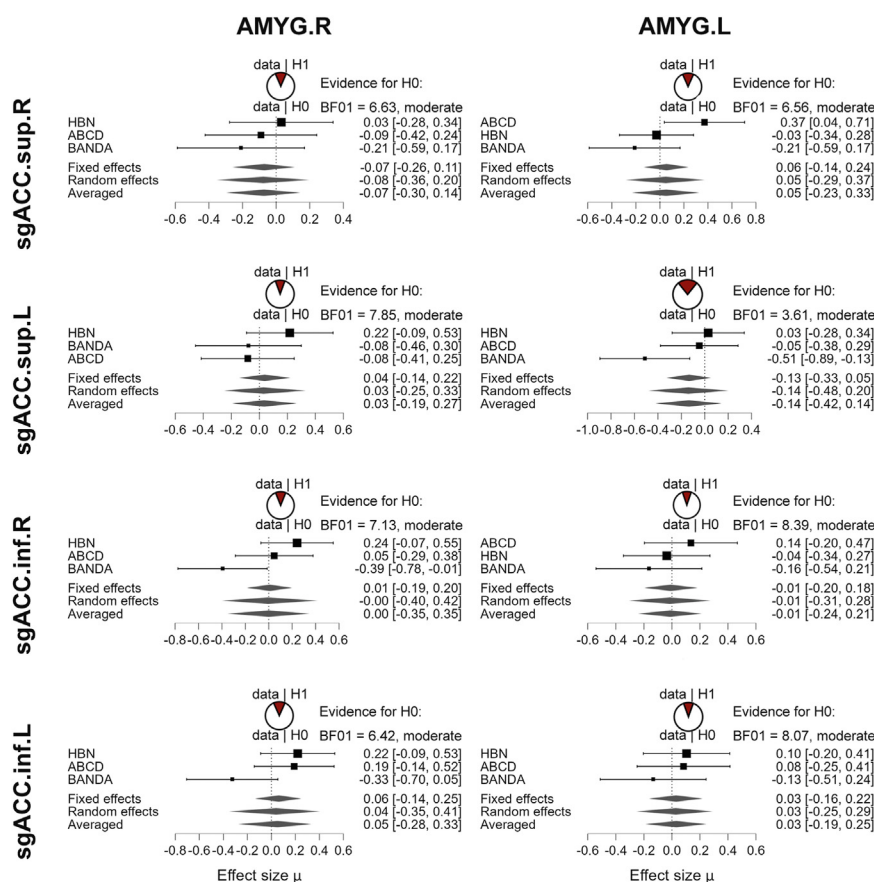 AMYG.R
AMYG.L
sgACC.sup.R
data | H1
Evidence for H0:
data | H0
BF01 = 6.63, moderate
HBN 0.03 [-0.28, 0.34]
ABCD -0.09 [-0.42, 0.24]
BANDA -0.21 [-0.59, 0.17]
Fixed effects -0.07 [-0.26, 0.11]
Random effects -0.08 [-0.36, 0.20]
Averaged -0.07 [-0.30, 0.14]
-0.6 -0.4 -0.2 0.0 0.2 0.4
data | H1
Evidence for H0:
data | H0
BF01 = 6.56, moderate
ABCD 0.37 [0.04, 0.71]
HBN -0.03 [-0.34, 0.28]
BANDA -0.21 [-0.59, 0.17]
Fixed effects 0.06 [-0.14, 0.24]
Random effects 0.05 [-0.29, 0.37]
Averaged 0.05 [-0.23, 0.33]
-0.6 -0.4 -0.2 0.0 0.2 0.4 0.6 0.8
sgACC.sup.L
data | H1
Evidence for H0:
data | H0
BF01 = 7.85, moderate
HBN 0.22 [-0.09, 0.53]
BANDA -0.08 [-0.46, 0.30]
ABCD -0.08 [-0.41, 0.25]
Fixed effects 0.04 [-0.14, 0.22]
Random effects 0.03 [-0.25, 0.33]
Averaged 0.03 [-0.19, 0.27]
-0.6 -0.4 -0.2 0.0 0.2 0.4 0.6
data | H1
Evidence for H0:
data | H0
BF01 = 3.61, moderate
HBN 0.03 [-0.28, 0.34]
ABCD -0.05 [-0.38, 0.29]
BANDA -0.51 [-0.89, -0.13]
Fixed effects -0.13 [-0.33, 0.05]
Random effects -0.14 [-0.48, 0.20]
Averaged -0.14 [-0.42, 0.14]
-1.0 -0.8 -0.6 -0.4 -0.2 0.0 0.2 0.4
sgACC.inf.R
data | H1
Evidence for H0:
data | H0
BF01 = 7.13, moderate
HBN 0.24 [-0.07, 0.55]
ABCD 0.05 [-0.29, 0.38]
BANDA -0.39 [-0.78, -0.01]
Fixed effects 0.01 [-0.19, 0.20]
Random effects -0.00 [-0.40, 0.42]
Averaged 0.00 [-0.35, 0.35]
-0.8 -0.6 -0.4 -0.2 0.0 0.2 0.4 0.6
data | H1
Evidence for H0:
data | H0
BF01 = 8.39, moderate
ABCD 0.14 [-0.20, 0.47]
HBN -0.04 [-0.34, 0.27]
BANDA -0.16 [-0.54, 0.21]
Fixed effects -0.01 [-0.20, 0.18]
Random effects -0.01 [-0.31, 0.28]
Averaged -0.01 [-0.24, 0.21]
-0.6 -0.4 -0.2 0.0 0.2 0.4 0.6
sgACC.inf.L
data | H1
Evidence for H0:
data | H0
BF01 = 6.42, moderate
HBN 0.22 [-0.09, 0.53]
ABCD 0.19 [-0.14, 0.52]
BANDA -0.33 [-0.70, 0.05]
Fixed effects 0.06 [-0.14, 0.25]
Random effects 0.04 [-0.35, 0.41]
Averaged 0.05 [-0.28, 0.33]
-0.8 -0.6 -0.4 -0.2 0.0 0.2 0.4 0.6
Effect size μ
data | H1
Evidence for H0:
data | H0
BF01 = 8.07, moderate
HBN 0.10 [-0.20, 0.41]
ABCD 0.08 [-0.25, 0.41]
BANDA -0.13 [-0.51, 0.24]
Fixed effects 0.03 [-0.16, 0.22]
Random effects 0.03 [-0.25, 0.29]
Averaged 0.03 [-0.19, 0.25]
-0.6 -0.4 -0.2 0.0 0.2 0.4 0.6
Effect size μ